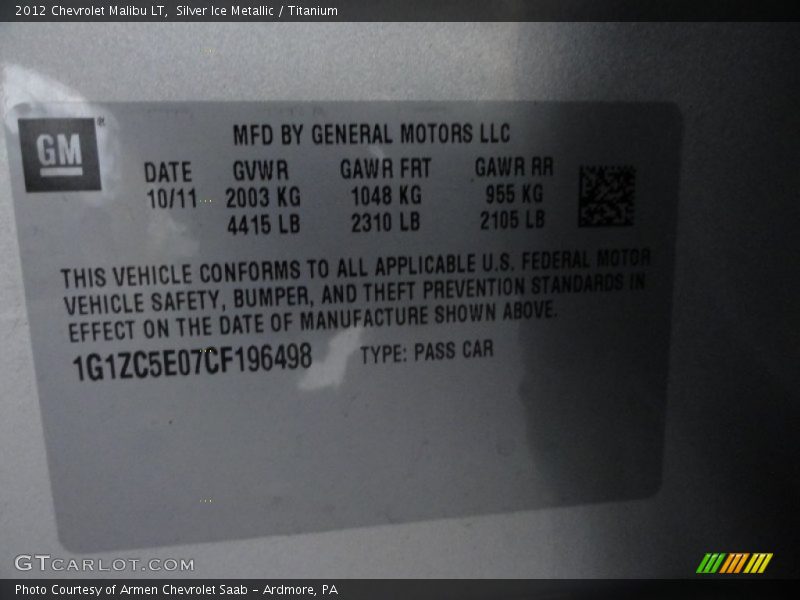 2012 Chevrolet Malibu LT,  Silver Ice Metallic / Titanium
GM®
MFD BY GENERAL MOTORS LLC
DATE GVWR GAWR FRT GAWR RR
10/11 2003 KG 1048 KG 955 KG
4415 LB 2310 LB 2105 LB
THIS VEHICLE CONFORMS TO ALL APPLICABLE U.S. FEDERAL MOTOR
VEHICLE SAFETY, BUMPER, AND THEFT PREVENTION STANDARDS IN
EFFECT ON THE DATE OF MANUFACTURE SHOWN ABOVE.
1G1ZC5E07CF196498 TYPE: PASS CAR
GTCARLOT.COM
Photo Courtesy of Armen Chevrolet Saab - Ardmore, PA